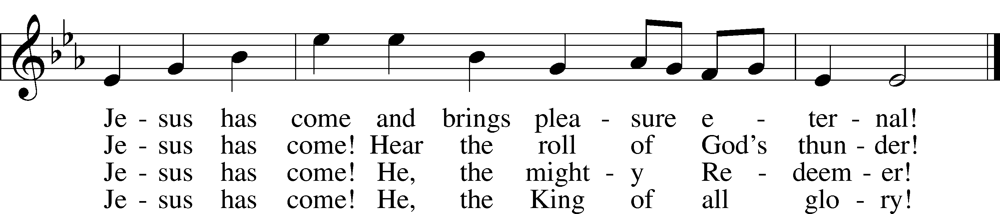 Je - sus has come and brings plea - sure e - ter - nal!
Je - sus has come! Hear the roll of God's thun - der!
Je - sus has come! He, the might - y Re - deem - er!
Je - sus has come! He, the King of all glo - ry!